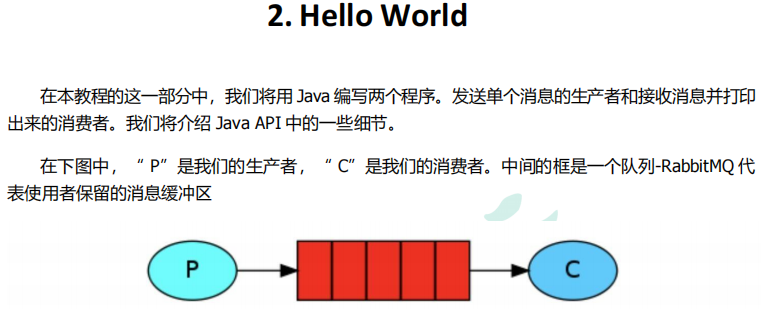 2. Hello World
在本教程的这一部分中，我们将用 Java 编写两个程序。发送单个消息的生产者和接收消息并打印
出来的消费者。我们将介绍 Java API 中的一些细节。
在下图中，“ P”是我们的生产者，“ C”是我们的消费者。中间的框是一个队列-RabbitMQ 代
表使用者保留的消息缓冲区
P
C